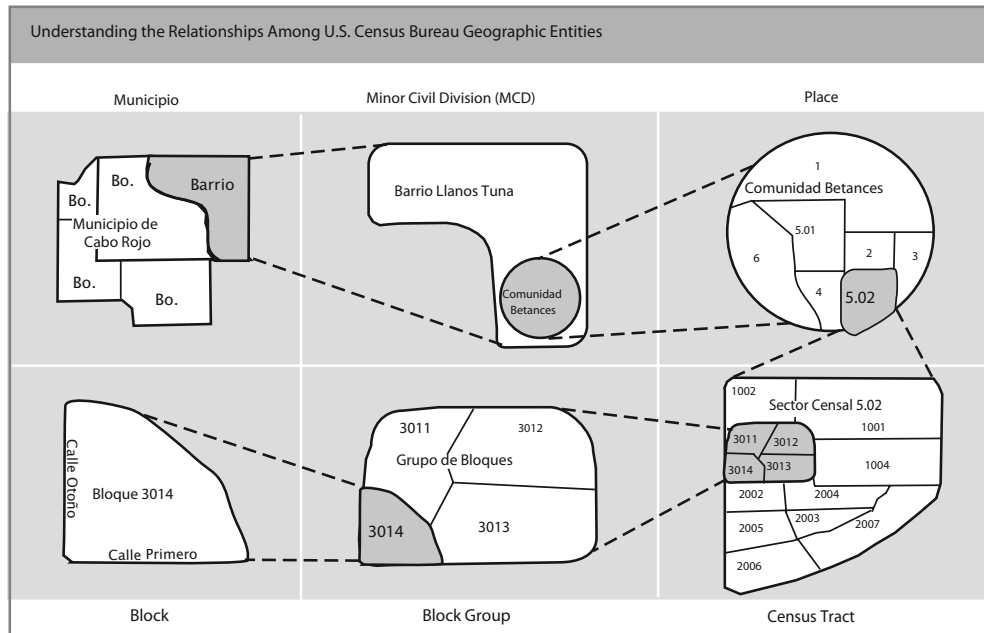 Understanding the Relationships Among U.S. Census Bureau Geographic Entities
Municipio
Minor Civil Division (MCD)
Place
Bo.
Bo.
Barrio
Municipio de
Cabo Rojo
Bo.
Bo.
Barrio Llanos Tuna
Comunidad
Betances
1
Comunidad Betances
5.01
6
2
3
4
5.02
Calle Otoño
Bloque 3014
Calle Primero
3011
3012
Grupo de Bloques
3014
3013
1002
Sector Censal 5.02
1001
3011
3012
3014
3013
1004
2002
2004
2005
2003
2007
2006
Block
Block Group
Census Tract